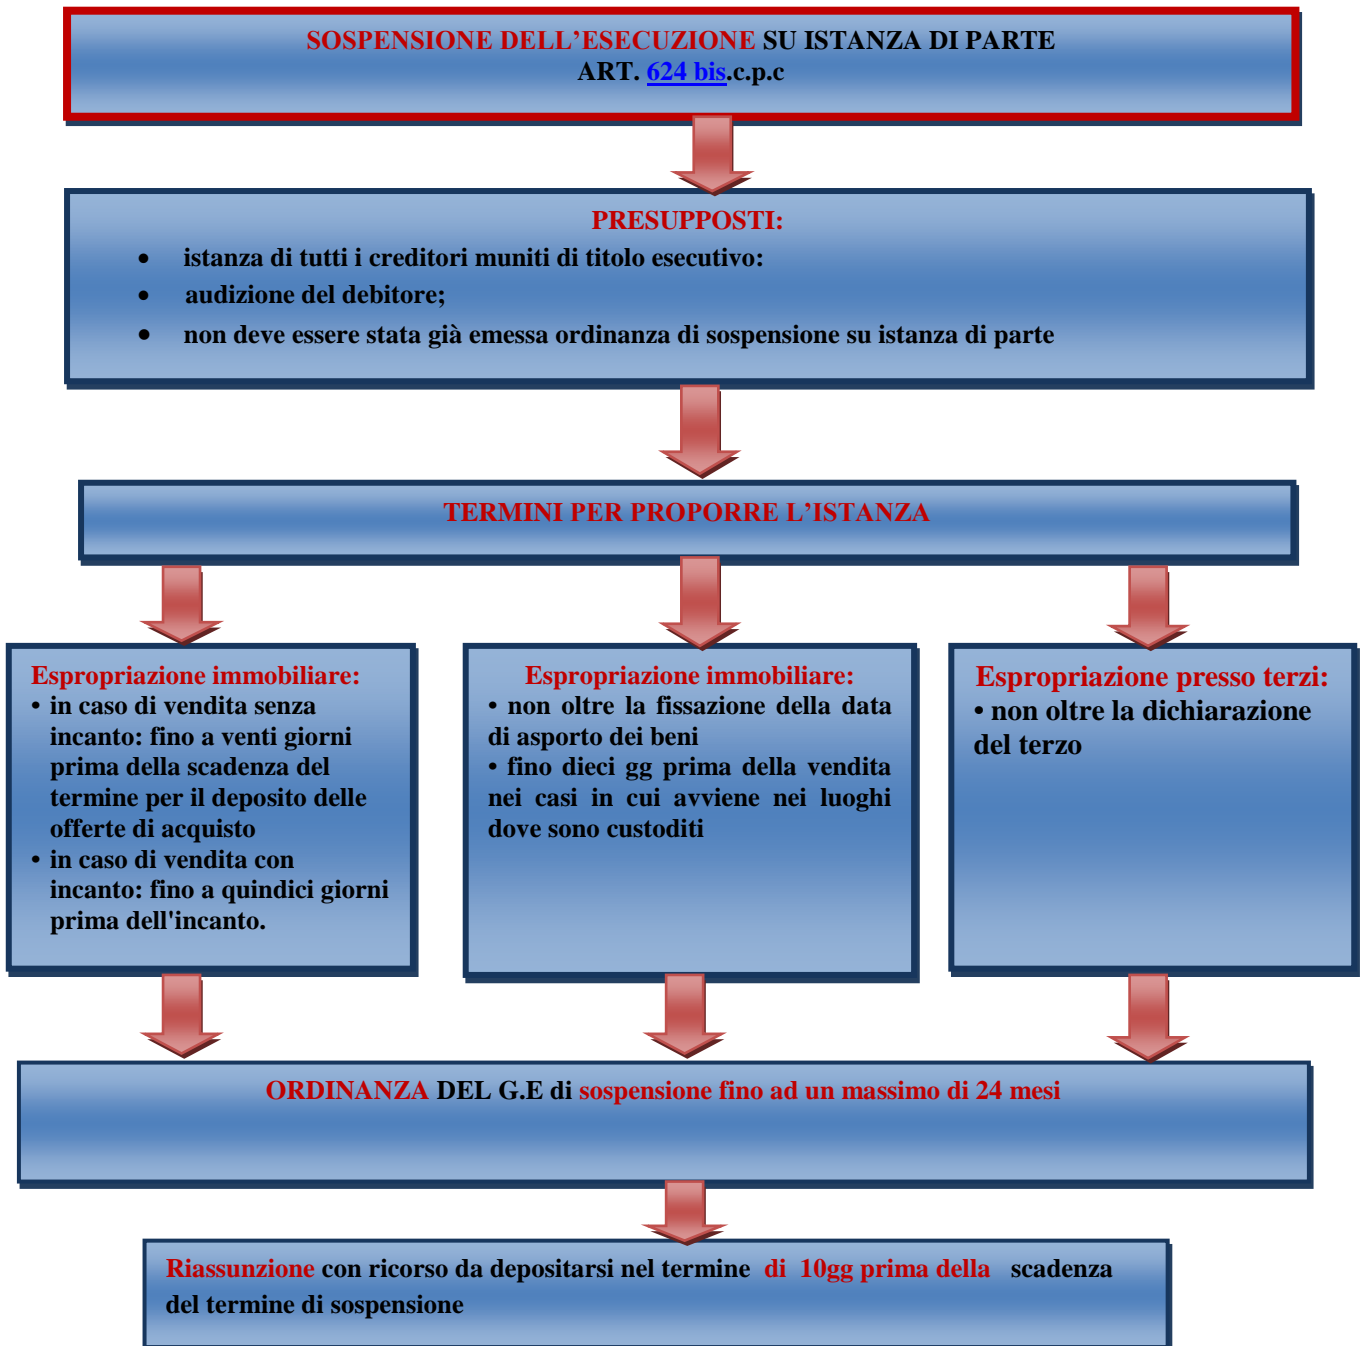 SOSPENSIONE DELL’ESECUZIONE SU ISTANZA DI PARTE
ART. 624 bis.c.p.c
PRESUPPOSTI:
• istanza di tutti i creditori muniti di titolo esecutivo:
• audizione del debitore;
• non deve essere stata già emessa ordinanza di sospensione su istanza di parte
TERMINI PER PROPORRE L’ISTANZA
Espropriazione immobiliare:
• in caso di vendita senza
incanto: fino a venti giorni
prima della scadenza del
termine per il deposito delle
offerte di acquisto
• in caso di vendita con
incanto: fino a quindici giorni
prima dell'incanto.
Espropriazione immobiliare:
• non oltre la fissazione della data
di asporto dei beni
• fino dieci gg prima della vendita
nei casi in cui avviene nei luoghi
dove sono custoditi
Espropriazione presso terzi:
• non oltre la dichiarazione
del terzo
ORDINANZA DEL G.E di sospensione fino ad un massimo di 24 mesi
Riassunzione con ricorso da depositarsi nel termine di 10gg prima della scadenza
del termine di sospensione